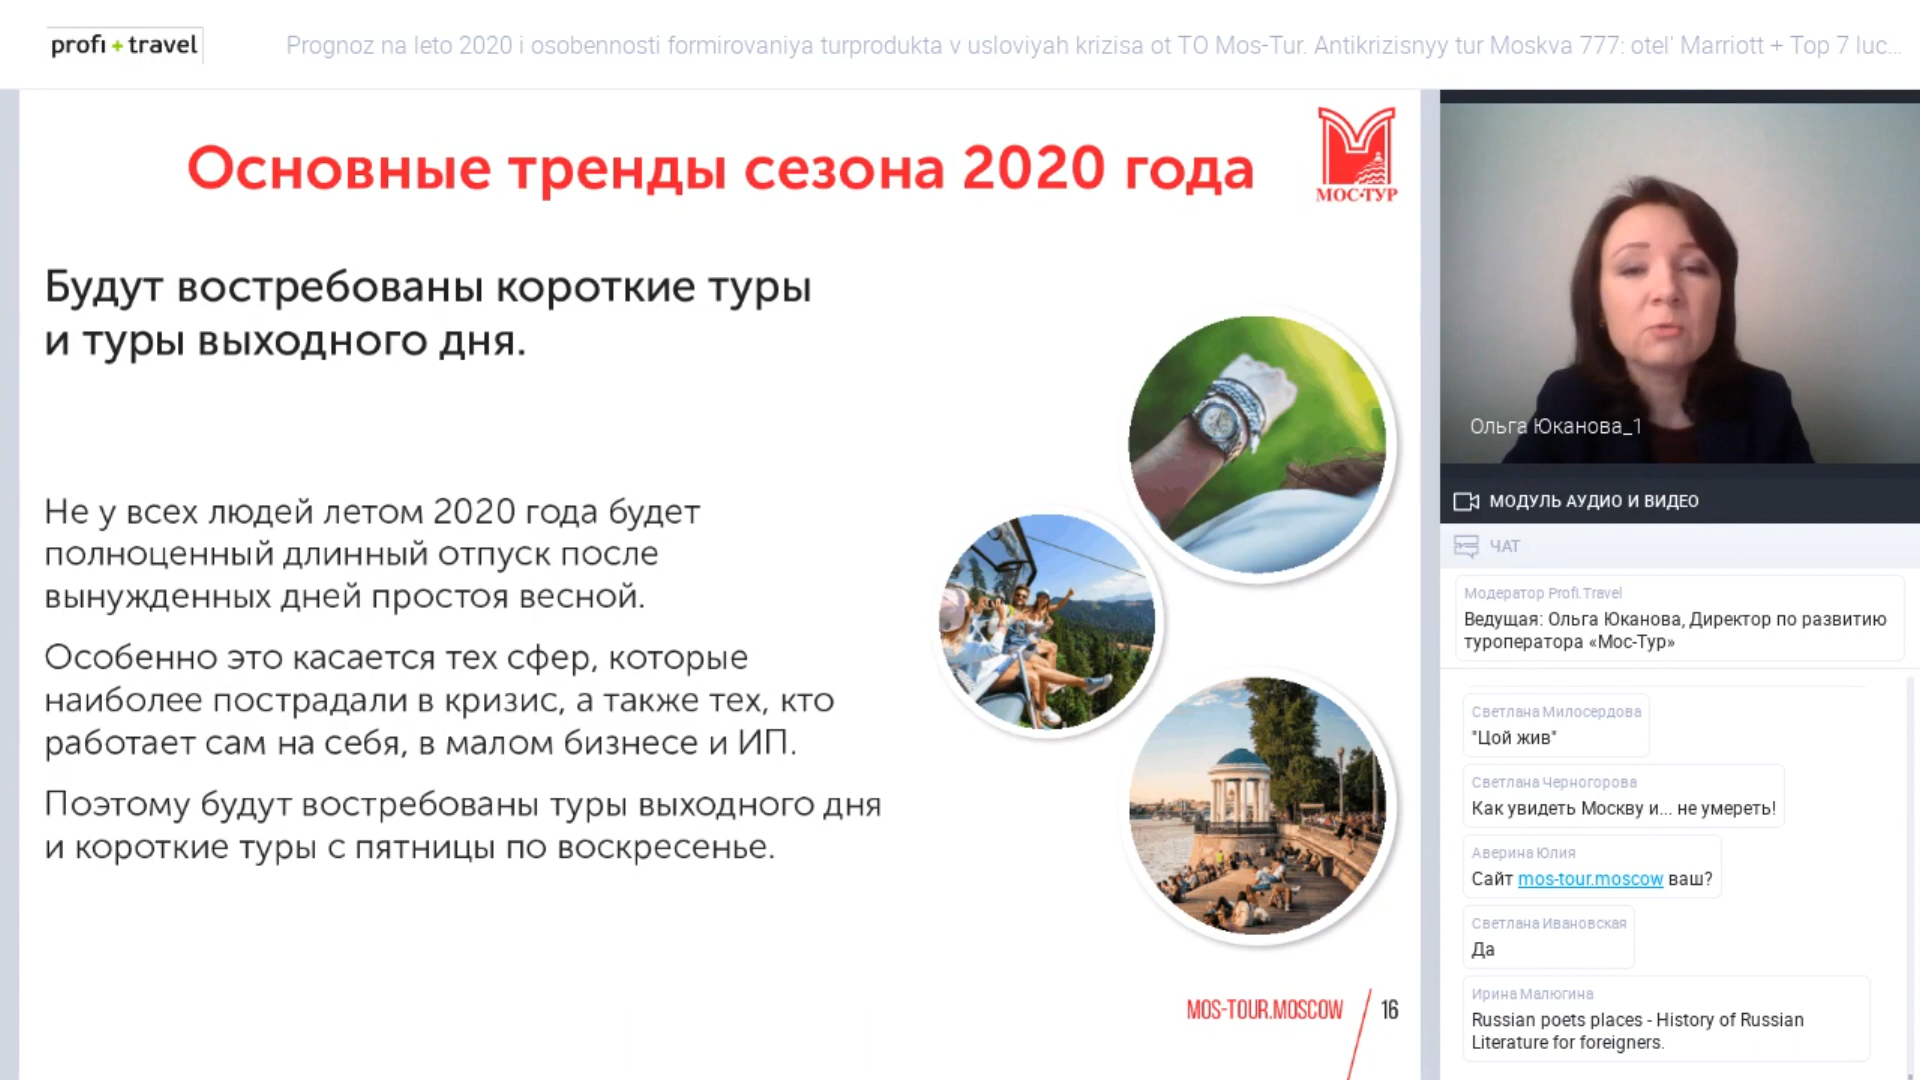 profi + travel
Prognoz na leto 2020 i osobennosti formirovaniya turprodukta v usloviyah krizisa ot TO Mos-Tur. Antikrizisnyy tur Moskva 777: otel' Marriott + Top 7 luc...
Основные тренды сезона 2020 года
МОС-ТУР
Будут востребованы короткие туры
и туры выходного дня.
Не у всех людей летом 2020 года будет
полноценный длинный отпуск после
вынужденных дней простоя весной.
Особенно это касается тех сфер, которые
наиболее пострадали в кризис, а также тех, кто
работает сам на себя, в малом бизнесе и ИП.
Поэтому будут востребованы туры выходного дня
и короткие туры с пятницы по воскресенье.
MOS-TOUR.MOSCOW
16
Ольга Юканова_1
МОДУЛЬ АУДИО И ВИДЕО
ЧАТ
Модератор Profi.Travel
Ведущая: Ольга Юканова, Директор по развитию
туроператора «Мос-Тур»
Светлана Милосердова
"Цой жив"
Светлана Черногорова
Как увидеть Москву и... не умереть!
Аверина Юлия
Сайт mos-tour.moscow ваш?
Светлана Ивановская
Да
Ирина Малюгина
Russian poets places - History of Russian
Literature for foreigners.